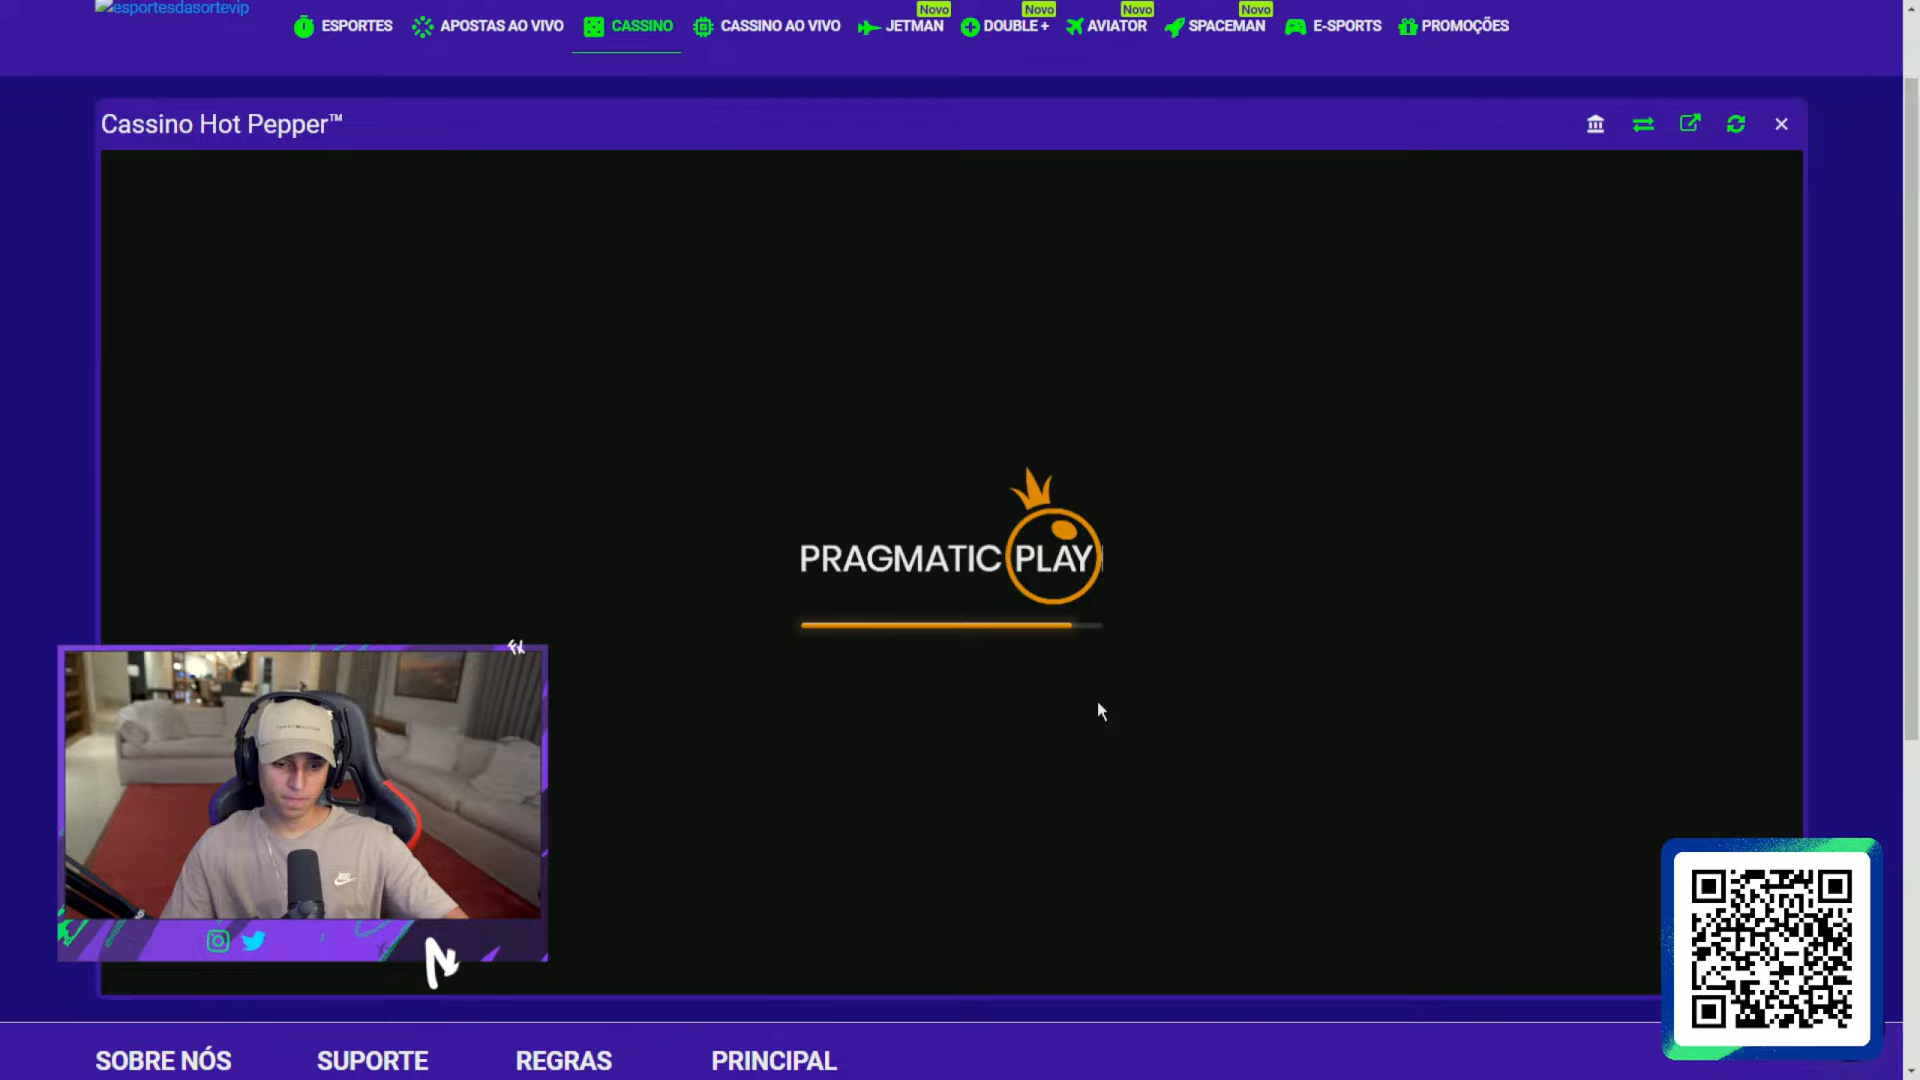 esportesdasortevip
Novo Novo Novo Novo
ESPORTES APOSTAS AO VIVO CASSINO CASSINO AO VIVO JETMAN DOUBLE + AVIATOR SPACEMAN E-SPORTS PROMOÇÕES
Cassino Hot Pepper™
PRAGMATIC PLAY
SOBRE NÓS SUPORTE REGRAS PRINCIPAL